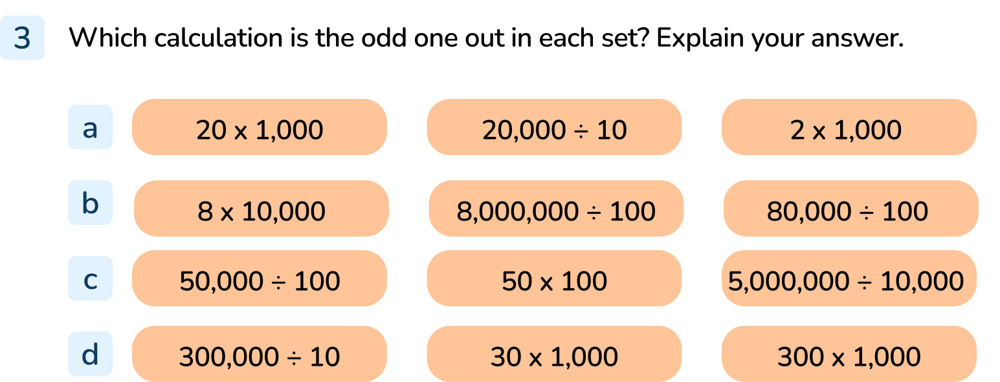 3 Which calculation is the odd one out in each set? Explain your answer.
a 20 x 1,000 20,000 ÷ 10 2 x 1,000
b 8 x 10,000 8,000,000 ÷ 100 80,000 ÷ 100
c 50,000 ÷ 100 50 x 100 5,000,000 ÷ 10,000
d 300,000 ÷ 10 30 x 1,000 300 x 1,000